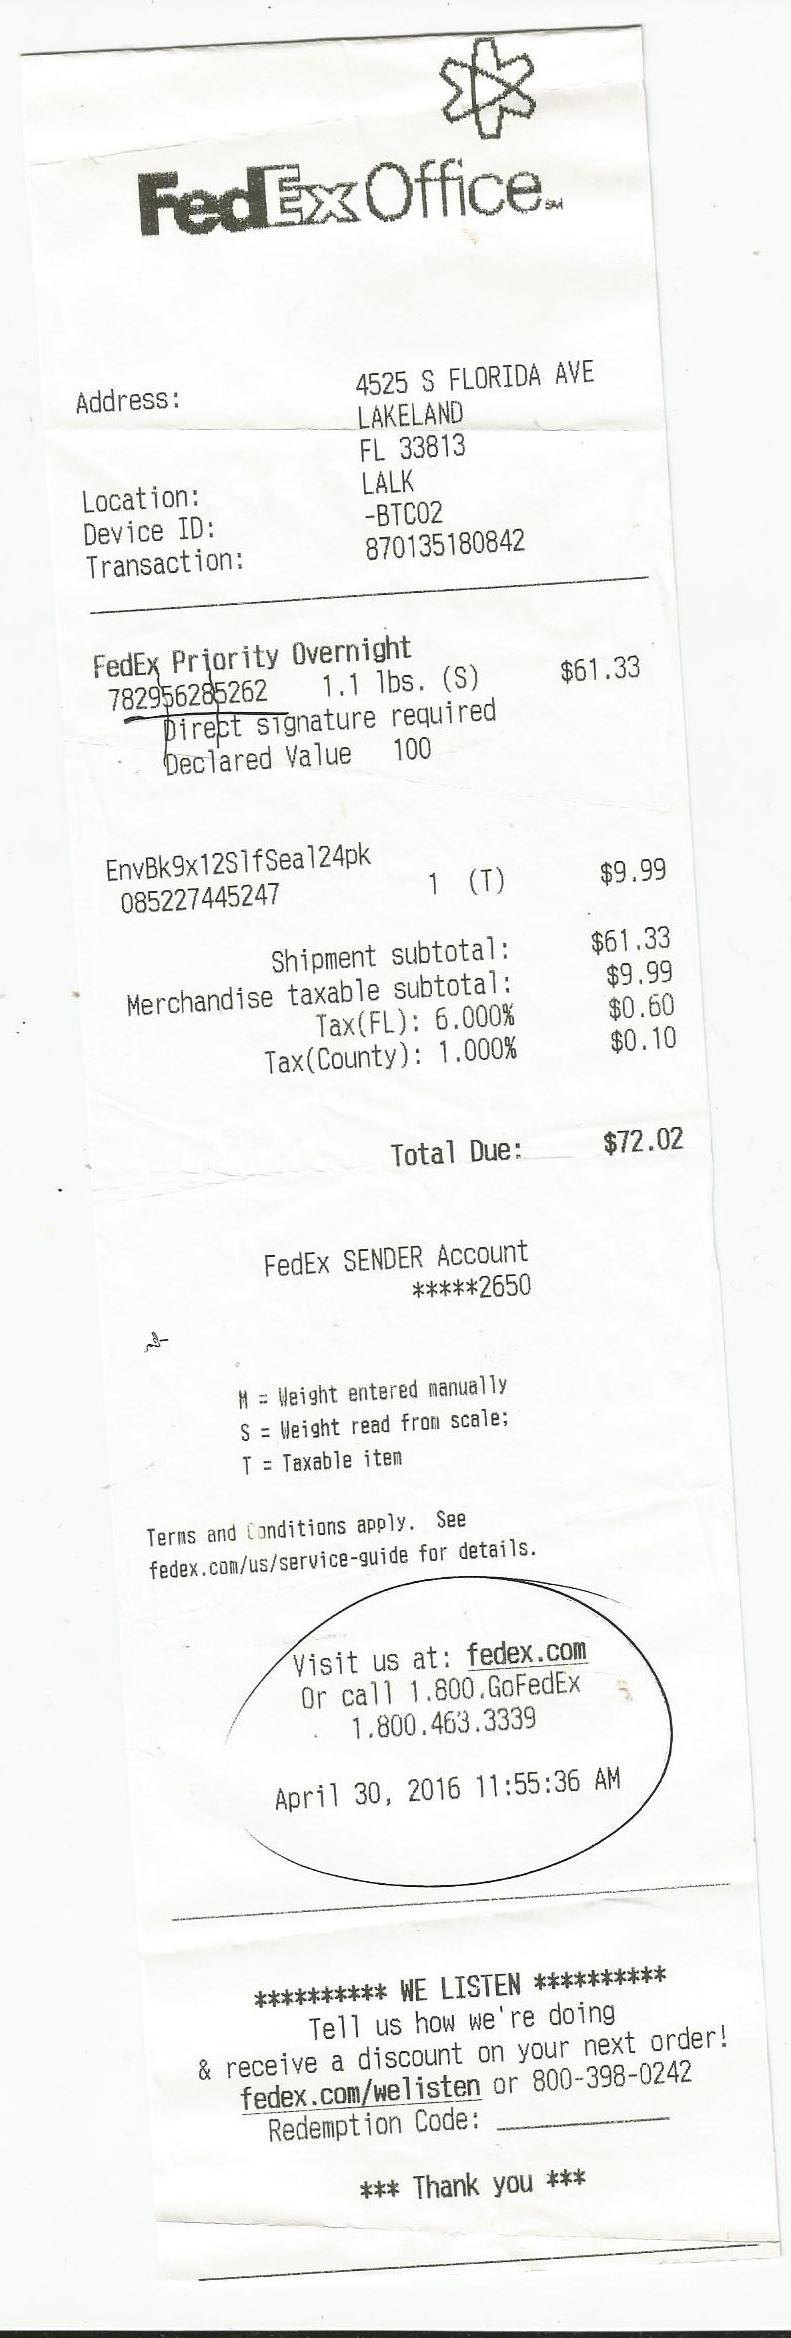 FedEx Office SM
Address: 4525 S FLORIDA AVE
LAKELAND
FL 33813
Location: LALK
Device ID: -BTC02
Transaction: 870135180842
FedEx Priority Overnight
782956285262 1.1 lbs. (S) $61.33
Direct signature required
Declared Value 100
EnvBk9x12SlfSeal24pk
085227445247 1 (T) $9.99
Shipment subtotal: $61.33
Merchandise taxable subtotal: $9.99
Tax(FL): 6.000% $0.60
Tax(County): 1.000% $0.10
Total Due: $72.02
FedEx SENDER Account
*****2650
M = Weight entered manually
S = Weight read from scale;
T = Taxable item
Terms and Conditions apply. See
fedex.com/us/service-guide for details.
Visit us at: fedex.com
Or call 1.800.GoFedEx
1.800.463.3339
April 30, 2016 11:55:36 AM
********** WE LISTEN **********
Tell us how we're doing
& receive a discount on your next order!
fedex.com/welisten or 800-398-0242
Redemption Code: ____________
*** Thank you ***